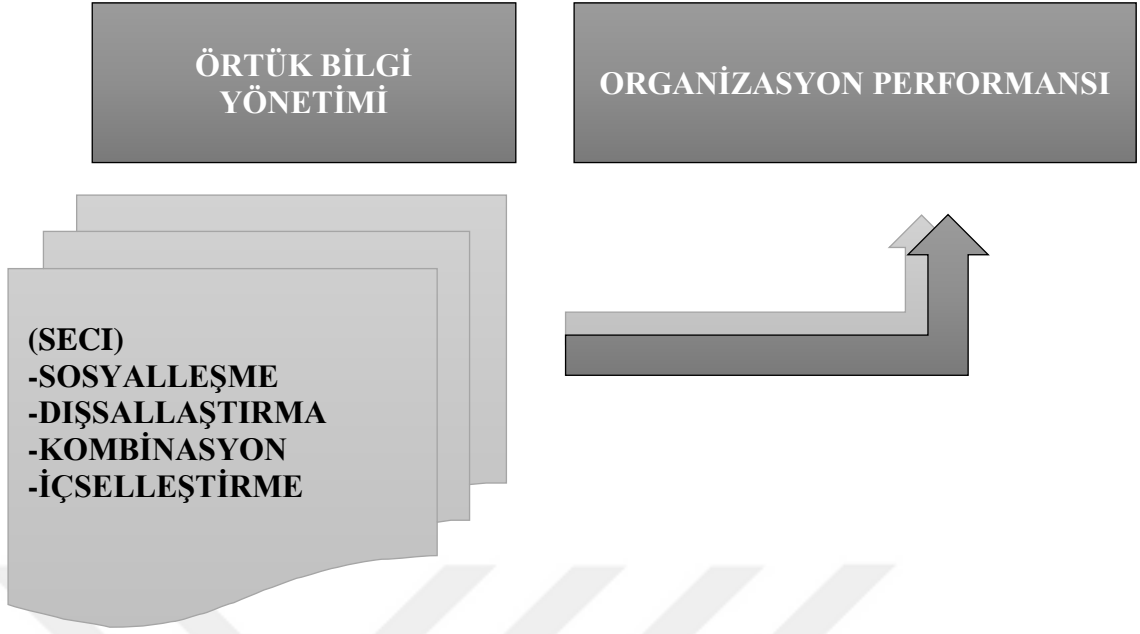 ÖRTÜK BİLGİ
YÖNETİMİ
ORGANİZASYON PERFORMANSI
(SECI)
-SOSYALLEŞME
-DIŞSALLAŞTIRMA
-KOMBİNASYON
-İÇSELLEŞTİRME